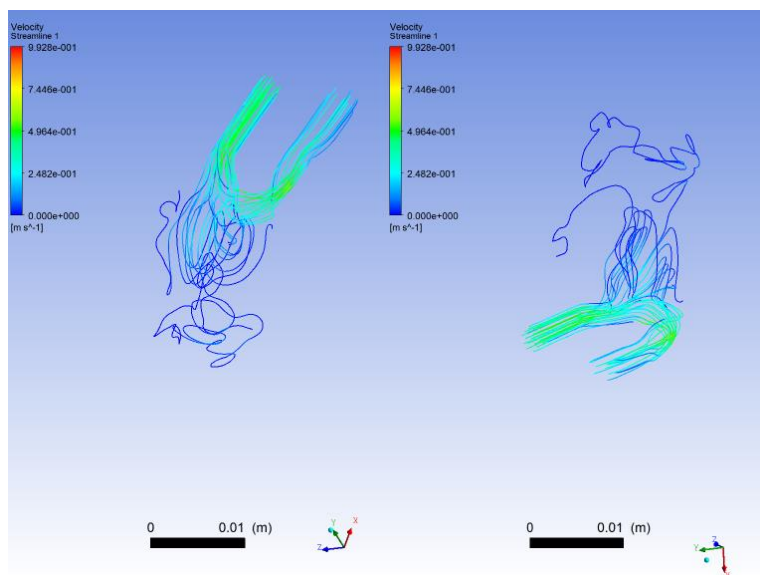 Velocity
Streamline 1
9.928e-001
7.446e-001
4.964e-001
2.482e-001
0.000e+000
[m s^-1]
0 0.01 (m)
Y
X
Z
Velocity
Streamline 1
9.928e-001
7.446e-001
4.964e-001
2.482e-001
0.000e+000
[m s^-1]
0 0.01 (m)
Z
Y